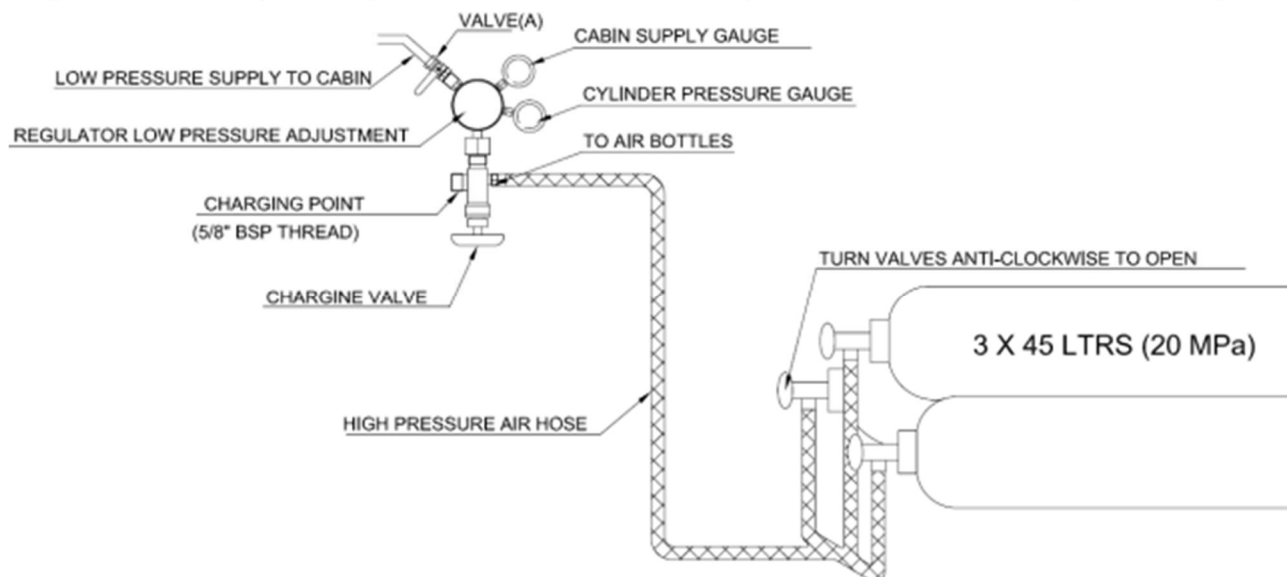 VALVE(A)
CABIN SUPPLY GAUGE
LOW PRESSURE SUPPLY TO CABIN
CYLINDER PRESSURE GAUGE
REGULATOR LOW PRESSURE ADJUSTMENT
TO AIR BOTTLES
CHARGING POINT
(5/8" BSP THREAD)
TURN VALVES ANTI-CLOCKWISE TO OPEN
CHARGINE VALVE
3 X 45 LTRS (20 MPa)
HIGH PRESSURE AIR HOSE